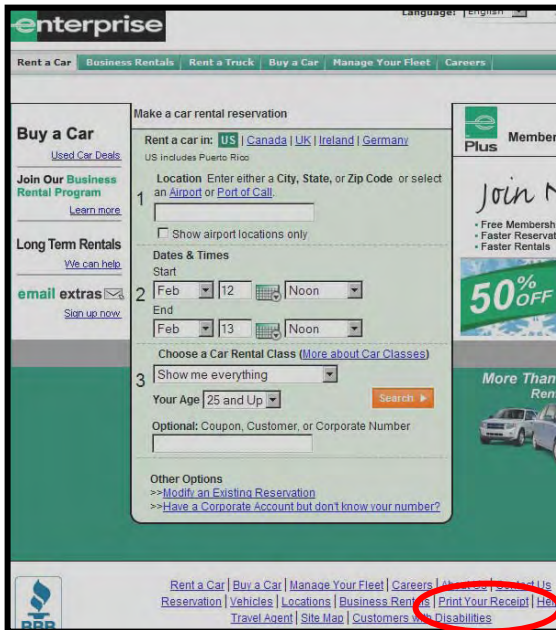 Language: English
enterprise
Rent a Car Business Rentals Rent a Truck Buy a Car Manage Your Fleet Careers
Buy a Car
Used Car Deals
Join Our Business
Rental Program
Learn more
Long Term Rentals
We can help
email extras
Sign up now
Make a car rental reservation
Rent a car in: US | Canada | UK | Ireland | Germany
US includes Puerto Rico
1
Location Enter either a City, State, or Zip Code or select
an Airport or Port of Call.
Show airport locations only
Dates & Times
Start
2
Feb 12 Noon
End
Feb 13 Noon
Choose a Car Rental Class (More about Car Classes)
3
Show me everything
Your Age 25 and Up Search
Optional: Coupon, Customer, or Corporate Number
Other Options
>>Modify an Existing Reservation
>>Have a Corporate Account but don't know your number?
e
Plus Member
Join
• Free Membersh
• Faster Reservat
• Faster Rentals
50% OFF
More Than
Ren
BBB
Rent a Car | Buy a Car | Manage Your Fleet | Careers | About Us | Contact Us
Reservation | Vehicles | Locations | Business Rentals | Print Your Receipt | Hel
Travel Agent | Site Map | Customers with Disabilities